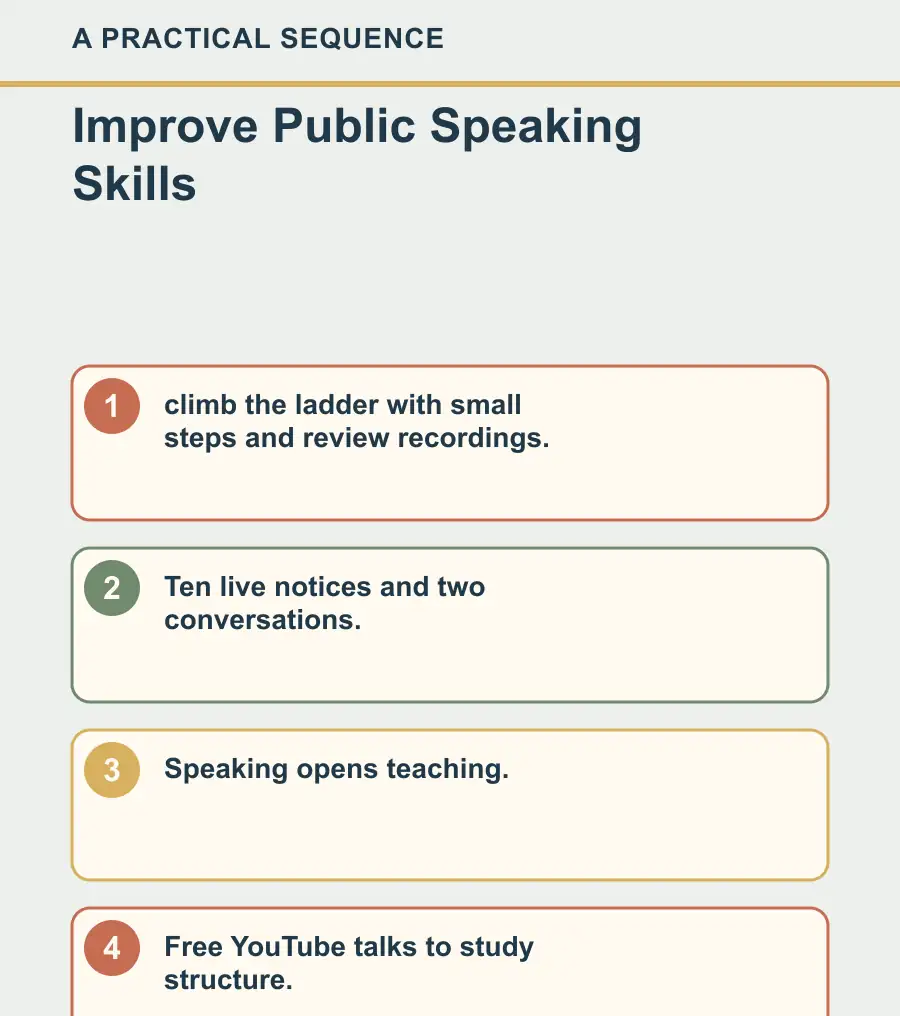 A PRACTICAL SEQUENCE
Improve Public Speaking
Skills
1
climb the ladder with small
steps and review recordings.
2
Ten live notices and two
conversations.
3
Speaking opens teaching.
4
Free YouTube talks to study
structure.